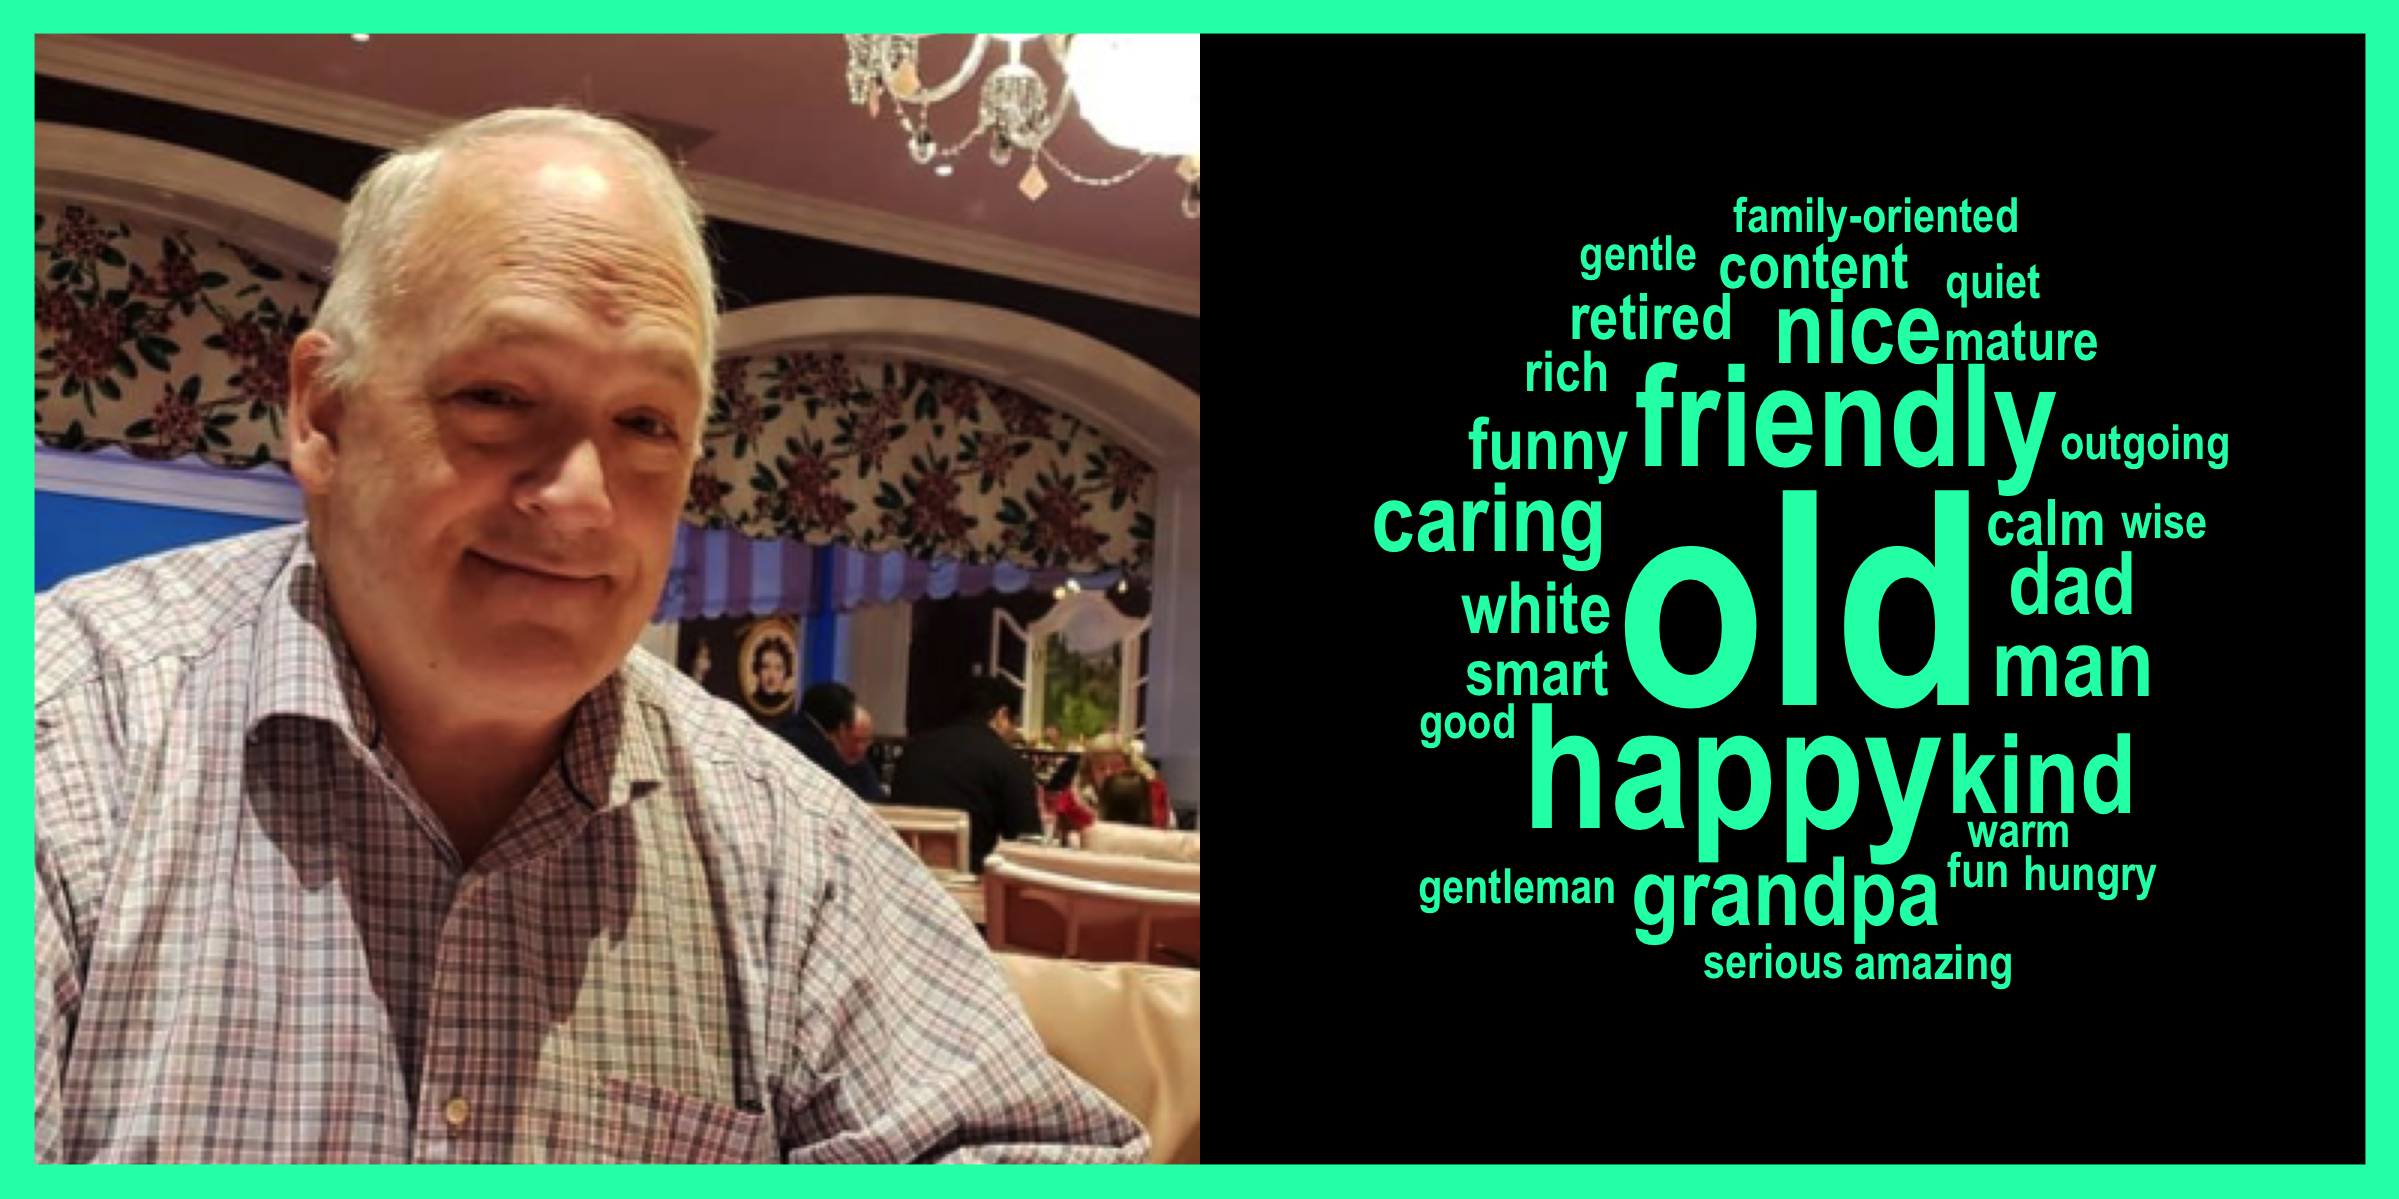 family-oriented
gentle content quiet
retired nice mature
rich friendly
funny outgoing
caring calm wise
old dad
white man
smart
good happy kind
warm
gentleman grandpa fun hungry
serious amazing